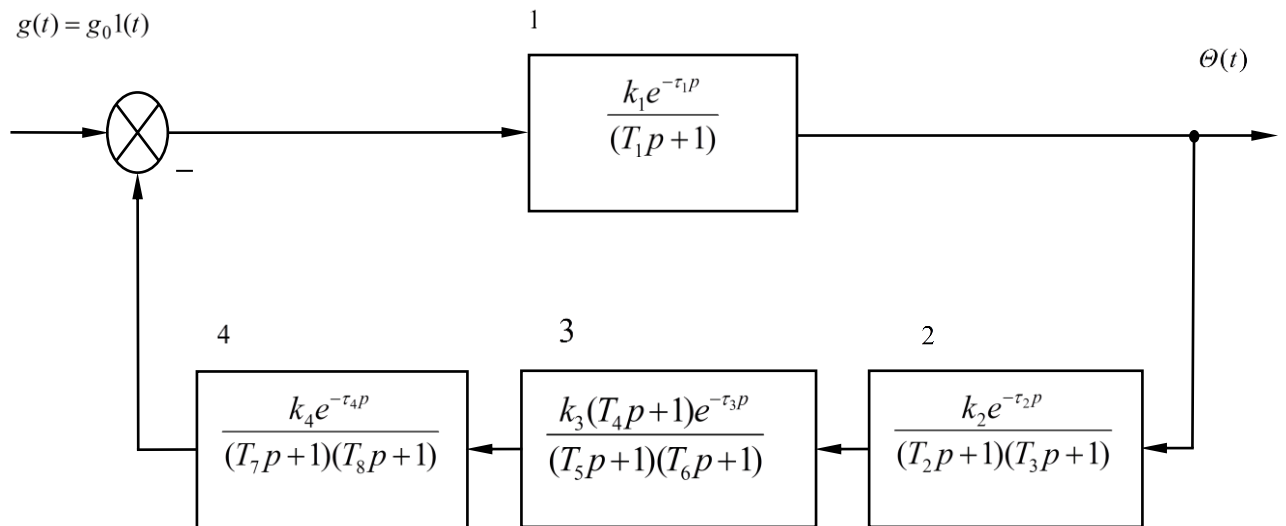 g(t) = g₀1(t)
1
k₁e^{-τ₁p}
(T₁p + 1)
Θ(t)
−
4
k₄e^{-τ₄p}
(T₇p + 1)(T₈p + 1)
3
k₃(T₄p + 1)e^{-τ₃p}
(T₅p + 1)(T₆p + 1)
2
k₂e^{-τ₂p}
(T₂p + 1)(T₃p + 1)